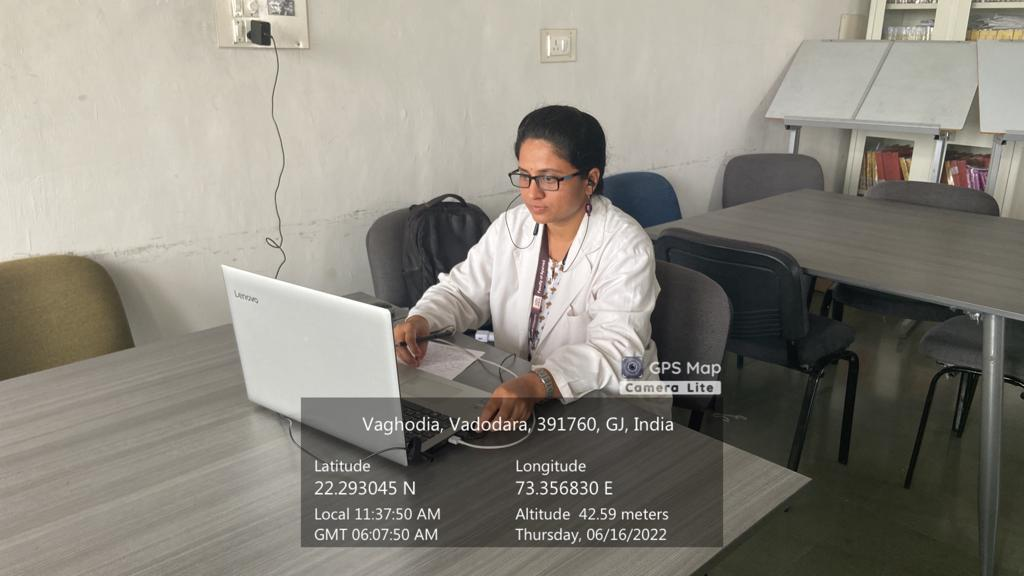 Lenovo
GPS Map
Camera Lite
Vaghodia, Vadodara, 391760, GJ, India
Latitude
Longitude
22.293045 N
73.356830 E
Local 11:37:50 AM
Altitude 42.59 meters
GMT 06:07:50 AM
Thursday, 06/16/2022